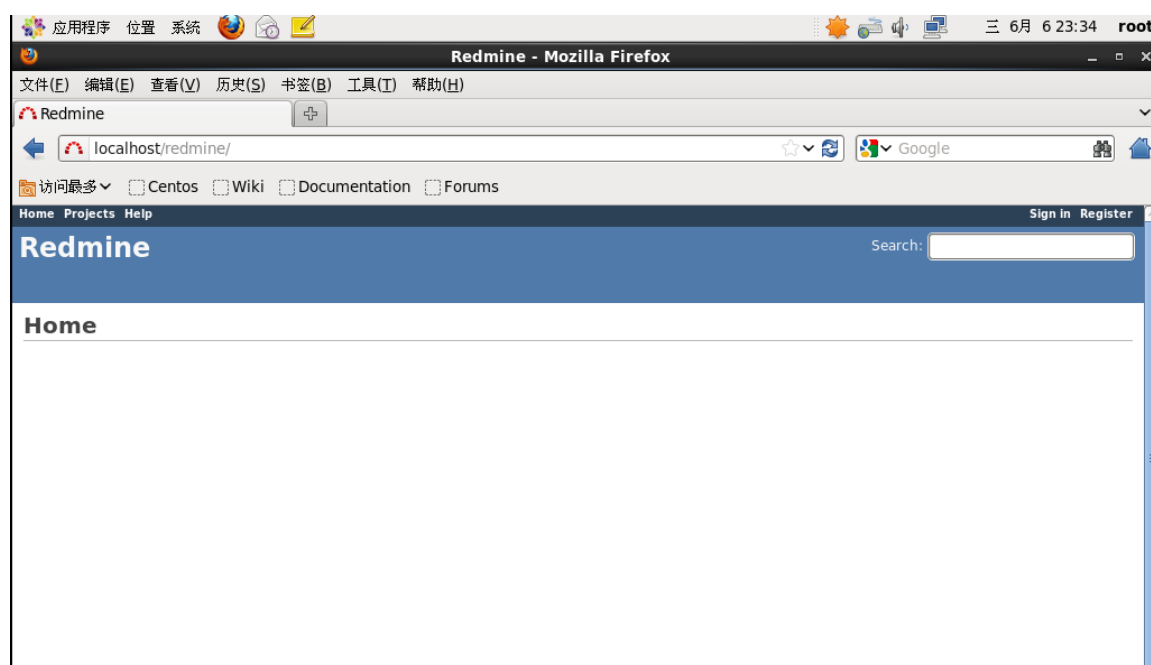 应用程序 位置 系统 三 6月 6 23:34 root
Redmine - Mozilla Firefox
文件(F) 编辑(E) 查看(V) 历史(S) 书签(B) 工具(T) 帮助(H)
Redmine
localhost/redmine/ Google
访问最多 Centos Wiki Documentation Forums
Home Projects Help Sign in Register
Redmine Search:
Home